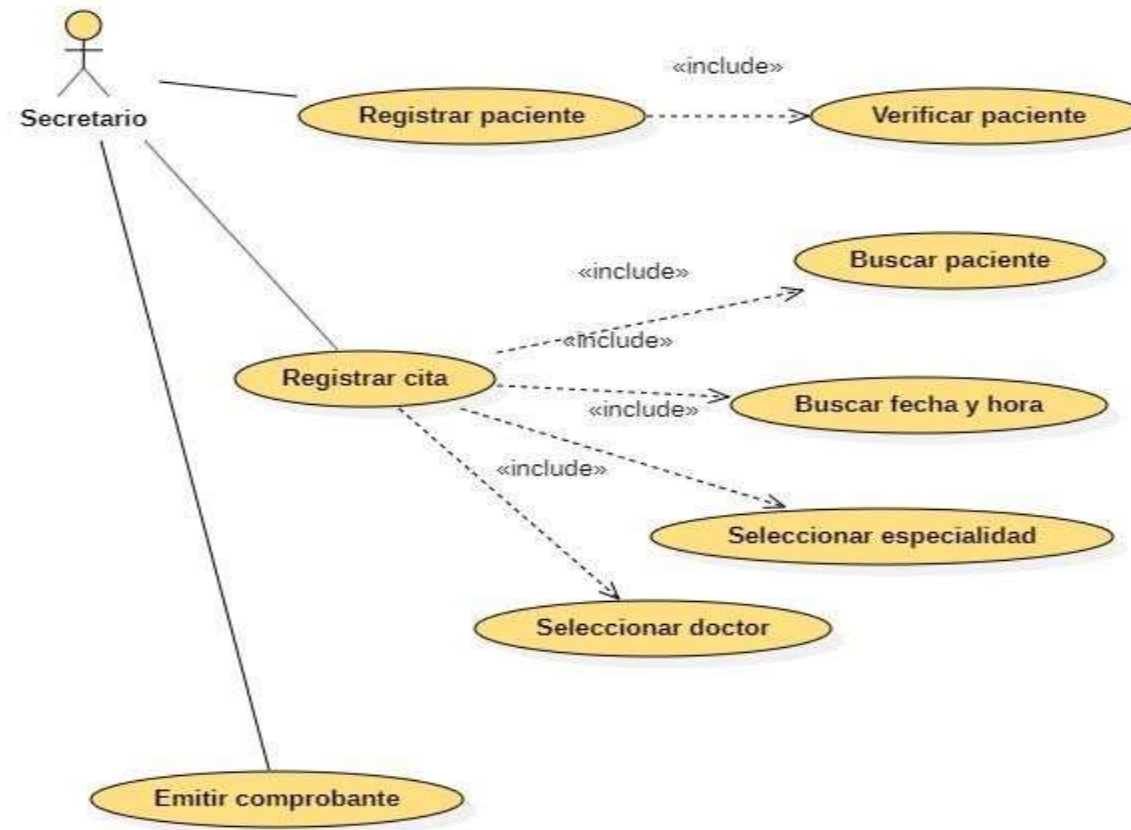 «include»
Secretario
Registrar paciente
Verificar paciente
Buscar paciente
«include»
«include»
Registrar cita
Buscar fecha y hora
«include»
«include»
Seleccionar especialidad
Seleccionar doctor
Emitir comprobante